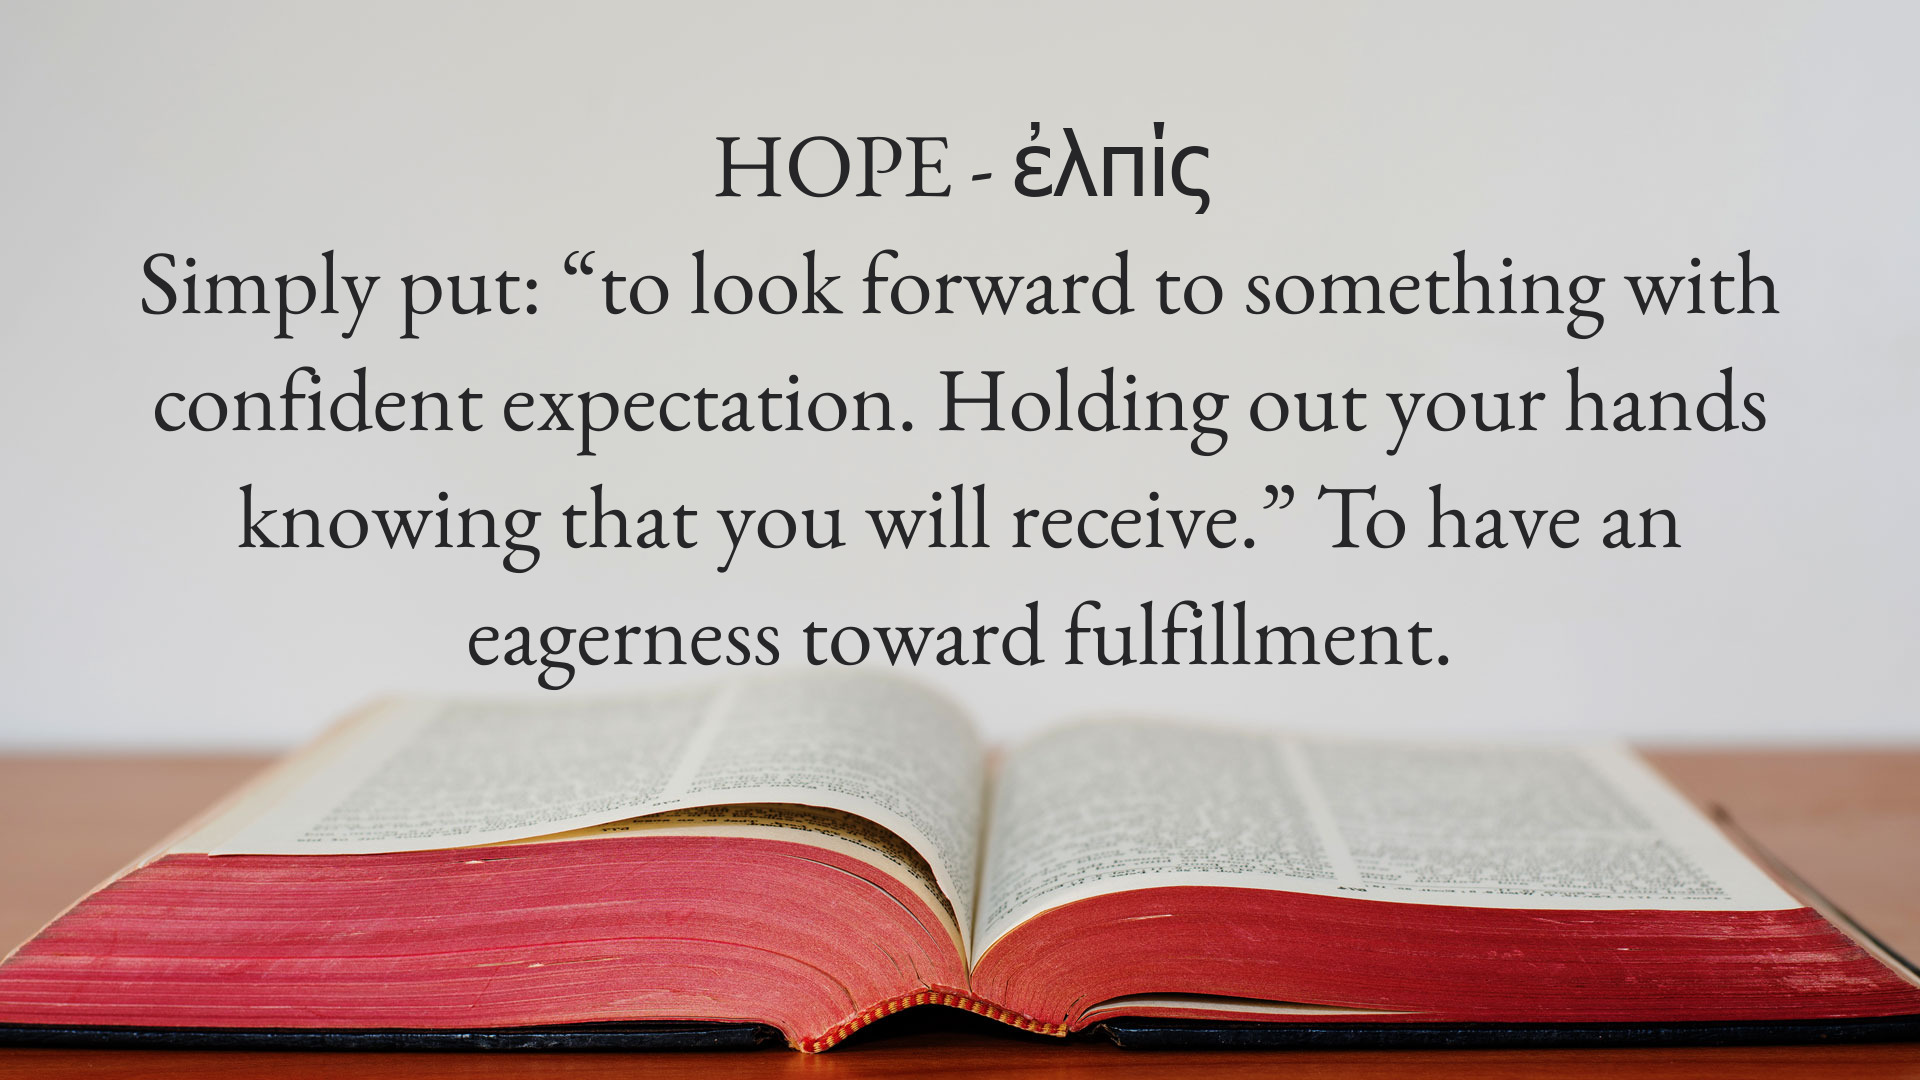 HOPE - ἐλπίς
Simply put: “to look forward to something with
confident expectation. Holding out your hands
knowing that you will receive.” To have an
eagerness toward fulfillment.